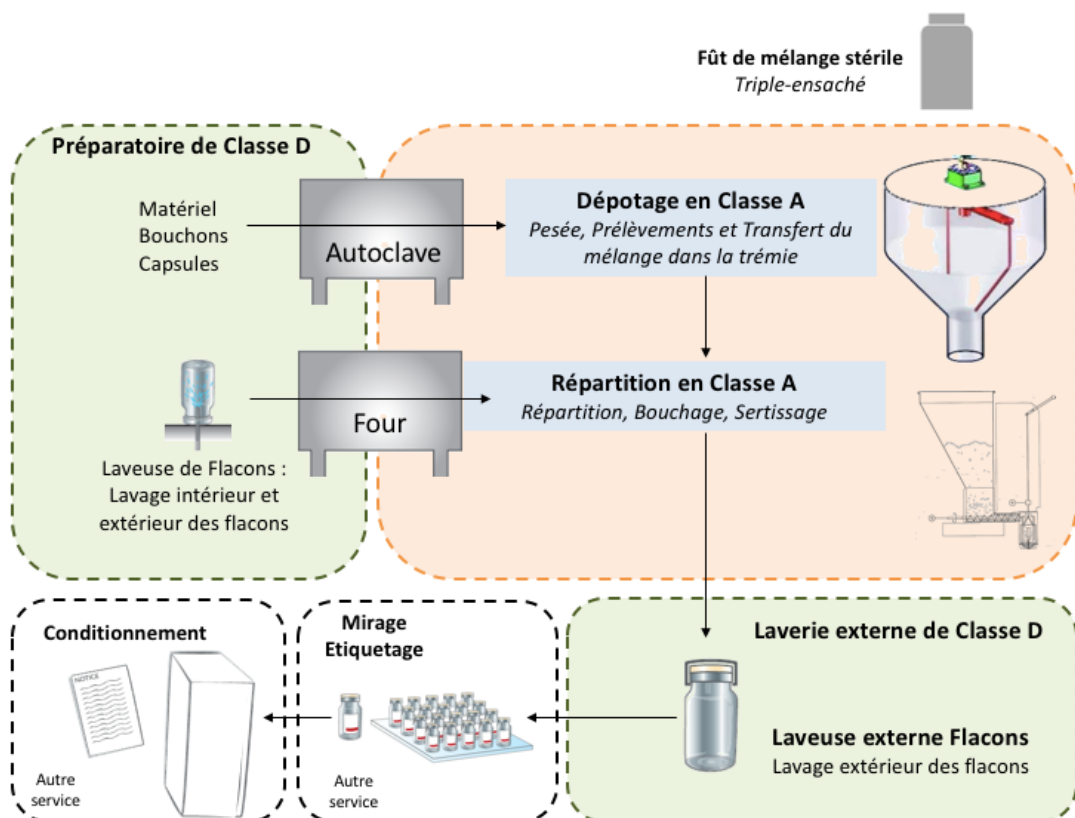 Fût de mélange stérile
Triple-ensaché
Préparatoire de Classe D
Matériel
Bouchons
Capsules
Autoclave
Dépotage en Classe A
Pesée, Prélèvements et Transfert du
mélange dans la trémie
Four
Répartition en Classe A
Répartition, Bouchage, Sertissage
Laveuse de Flacons :
Lavage intérieur et
extérieur des flacons
Conditionnement
NOTICE
Autre
service
Mirage
Etiquetage
Autre
service
Laverie externe de Classe D
Laveuse externe Flacons
Lavage extérieur des flacons